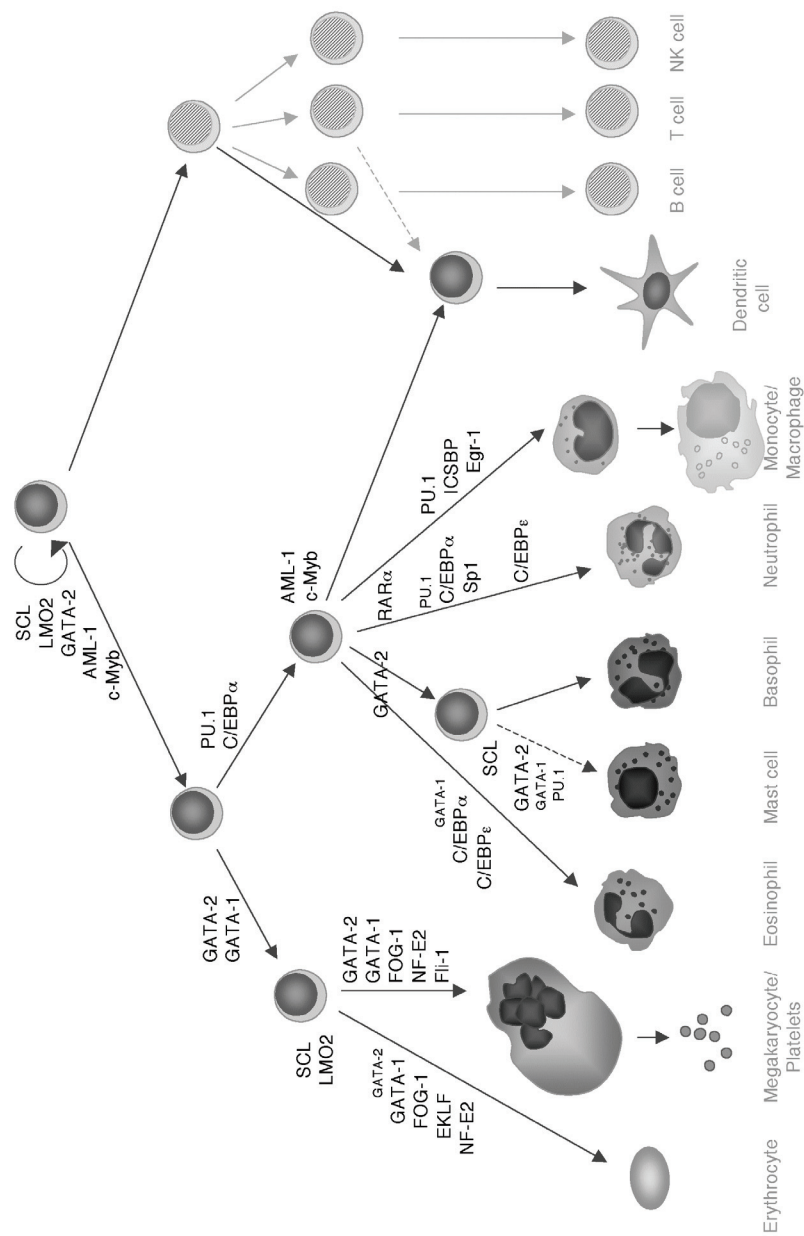 SCL
LMO2
GATA-2
AML-1
c-Myb
PU.1
C/EBPα
GATA-2
GATA-1
AML-1
c-Myb
SCL
LMO2
GATA-2
GATA-1
FOG-1
EKLF
NF-E2
GATA-2
GATA-1
FOG-1
NF-E2
Fli-1
GATA-1
C/EBPα
C/EBPε
GATA-2
SCL
GATA-2
GATA-1
PU.1
RARα
PU.1
C/EBPα
Sp1
C/EBPε
PU.1
ICSBP
Egr-1
Erythrocyte
Megakaryocyte/
Platelets
Eosinophil
Mast cell
Basophil
Neutrophil
Monocyte/
Macrophage
Dendritic
cell
B cell
T cell
NK cell